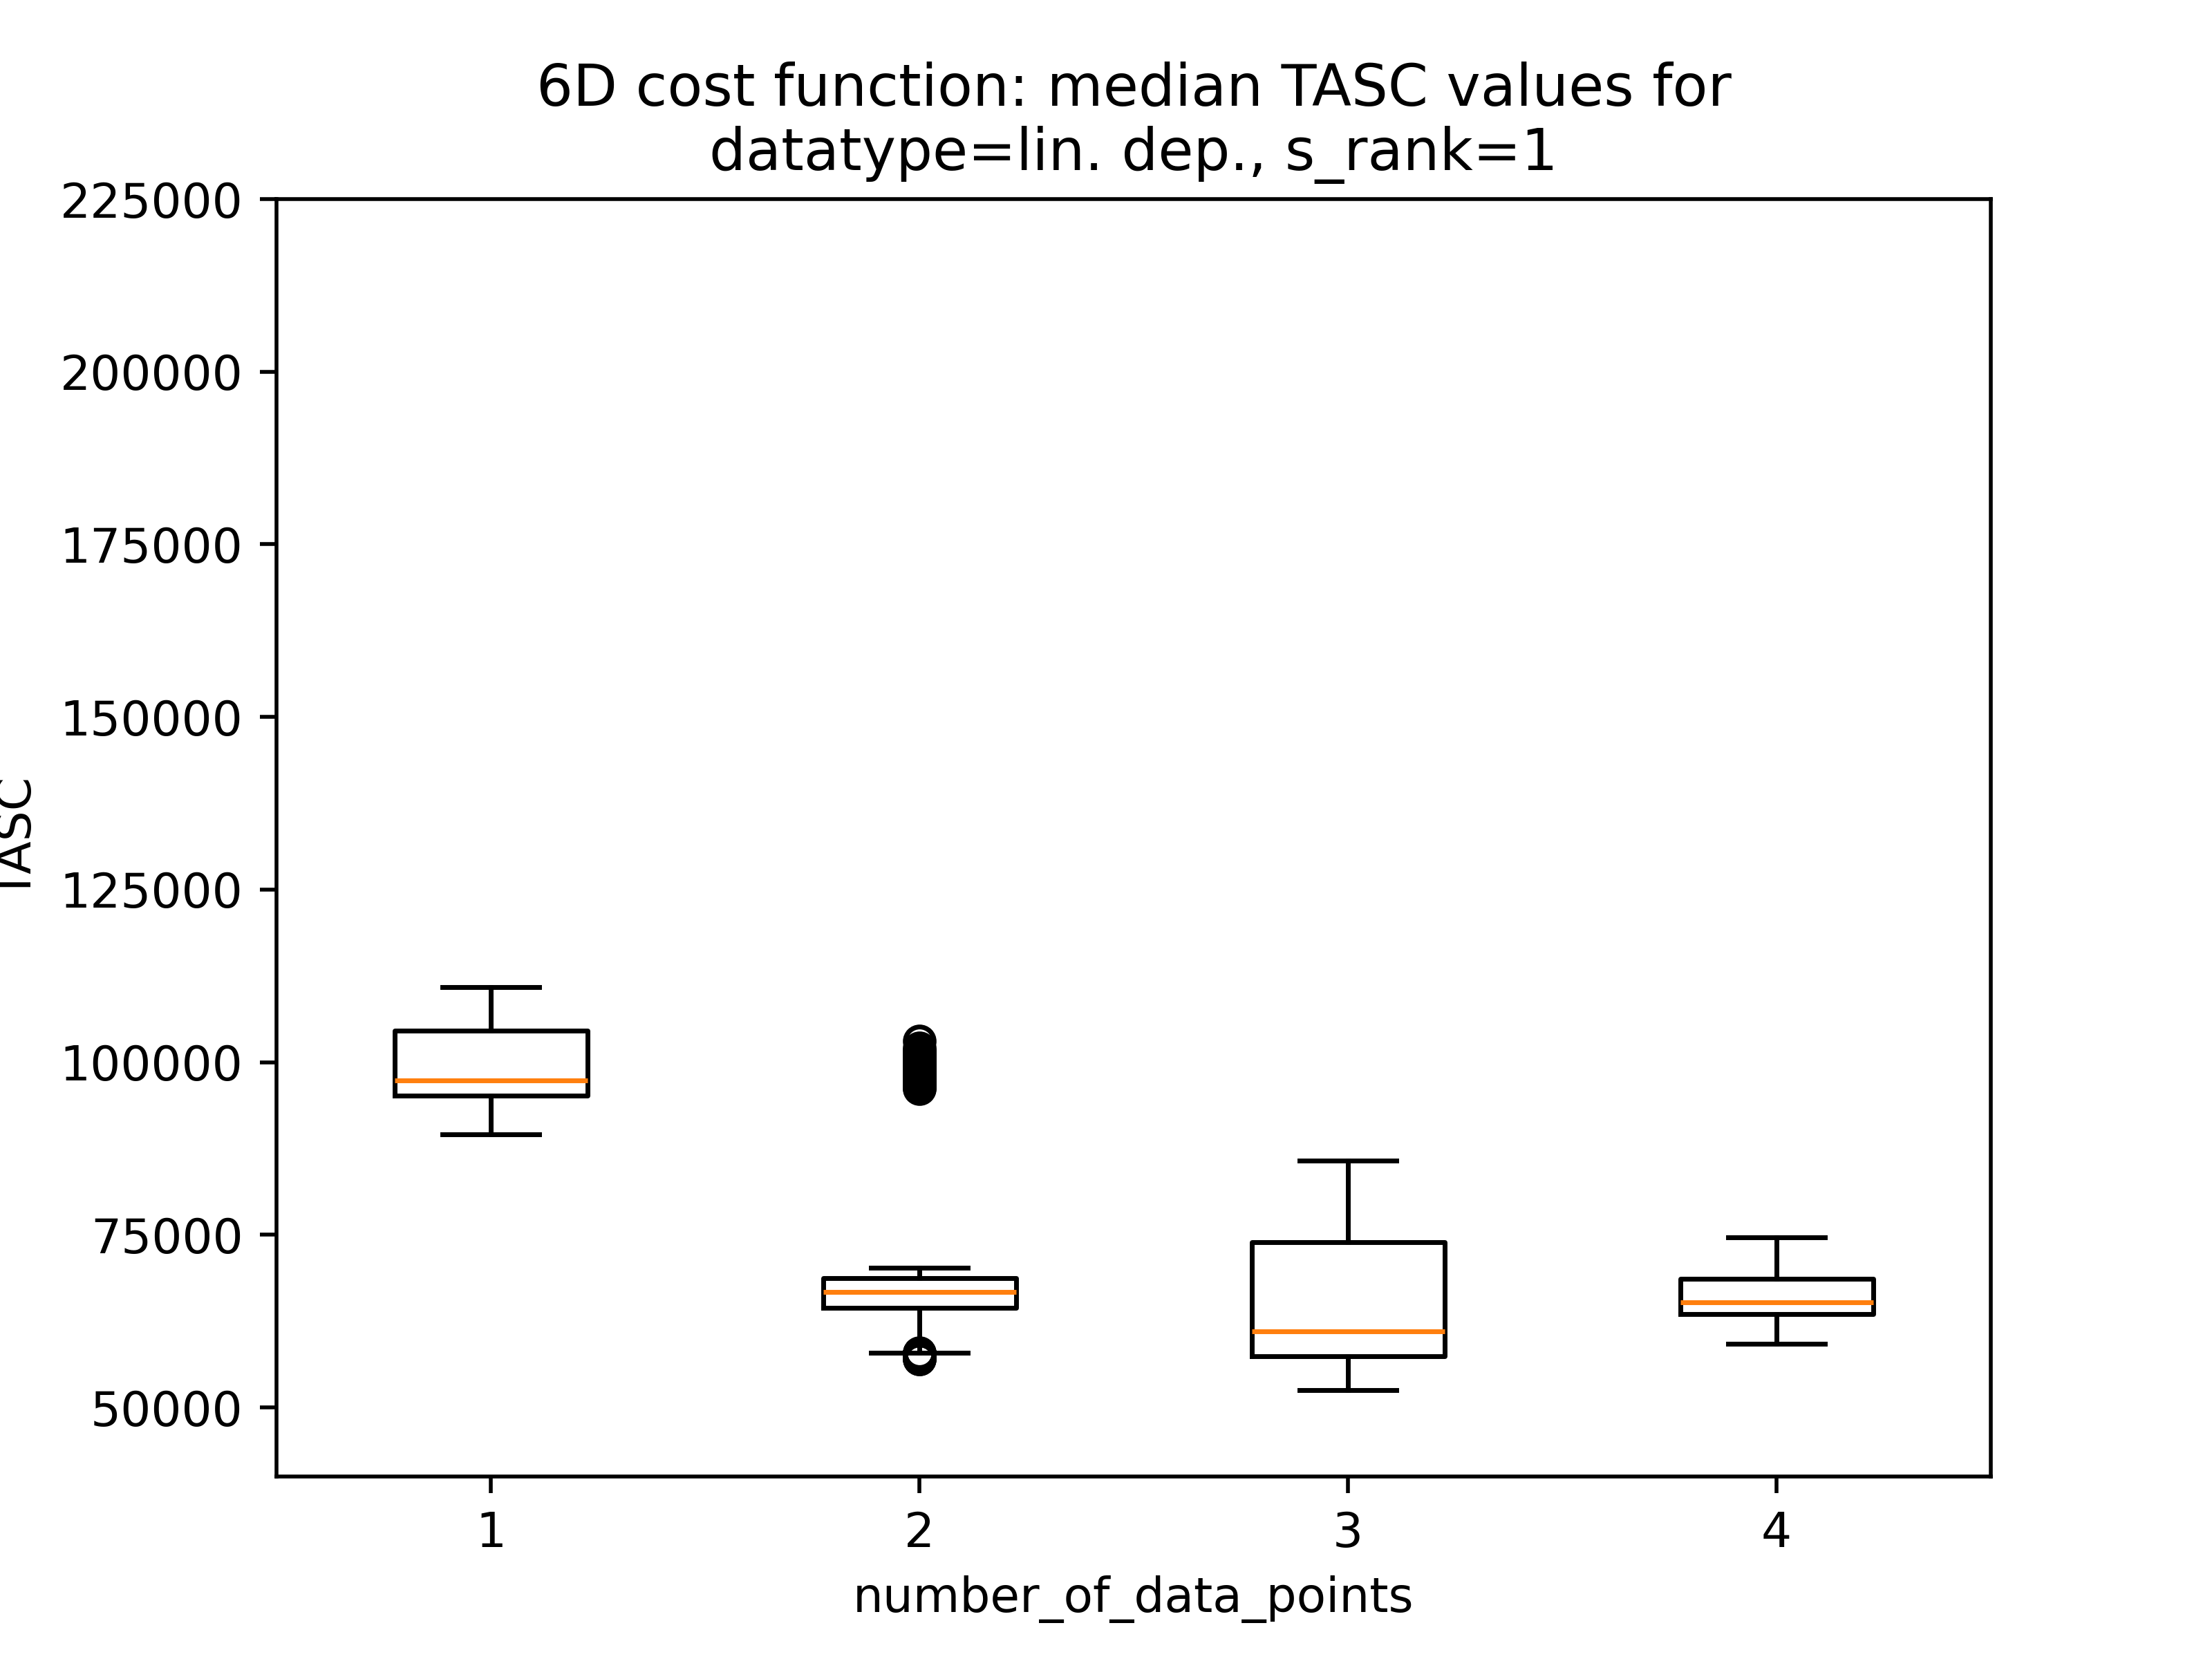 6D cost function: median TASC values for
datatype=lin. dep., s_rank=1
225000
200000
175000
150000
125000
100000
75000
50000
TASC
1 2 3 4
number_of_data_points